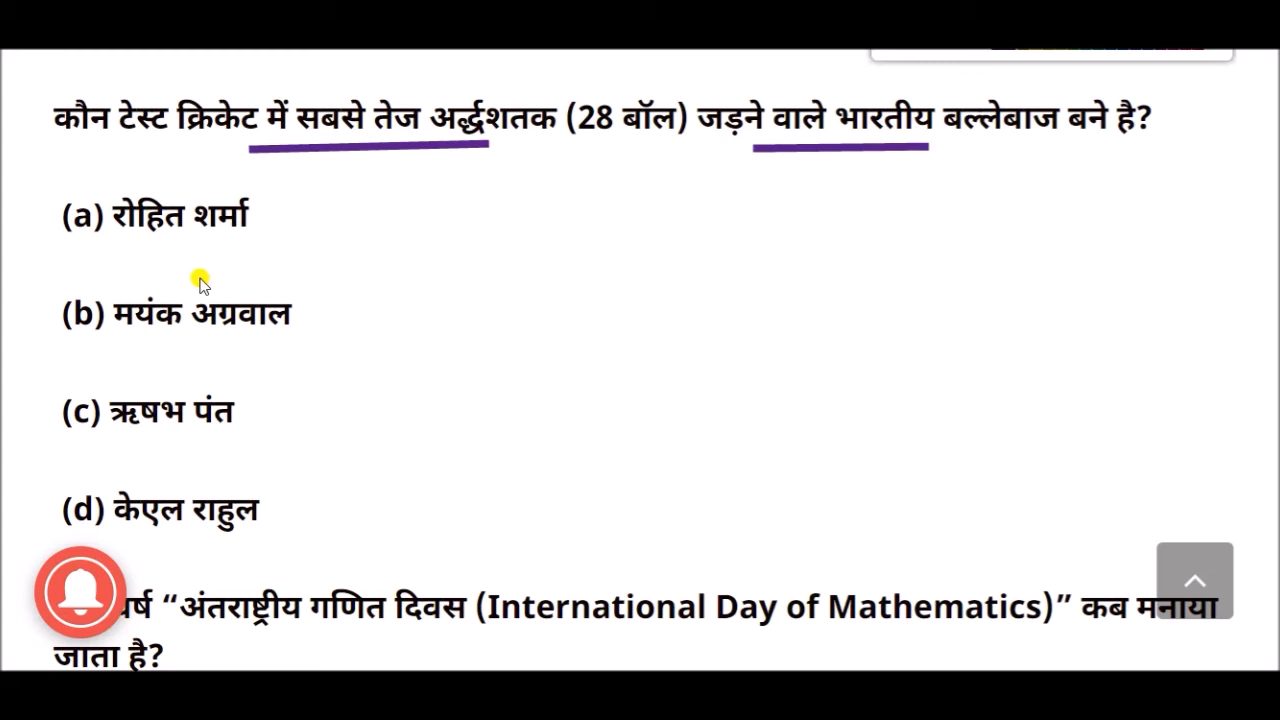 कौन टेस्ट क्रिकेट में सबसे तेज अर्द्धशतक (28 बॉल) जड़ने वाले भारतीय बल्लेबाज बने है?
(a) रोहित शर्मा
(b) मयंक अग्रवाल
(c) ऋषभ पंत
(d) केएल राहुल
वर्ष “अंतराष्ट्रीय गणित दिवस (International Day of Mathematics)” कब मनाया
जाता है?